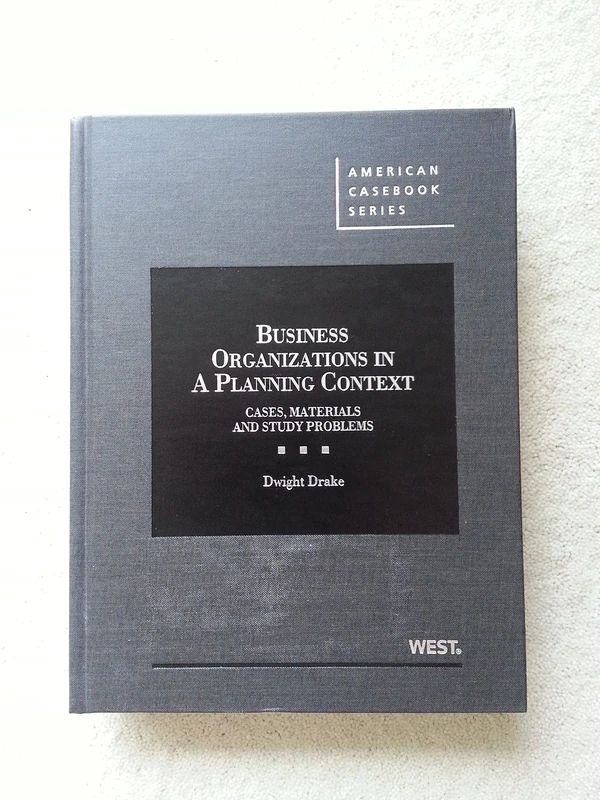 AMERICAN
CASEBOOK
SERIES
BUSINESS
ORGANIZATIONS IN
A PLANNING CONTEXT
CASES, MATERIALS
AND STUDY PROBLEMS
Dwight Drake
WEST®